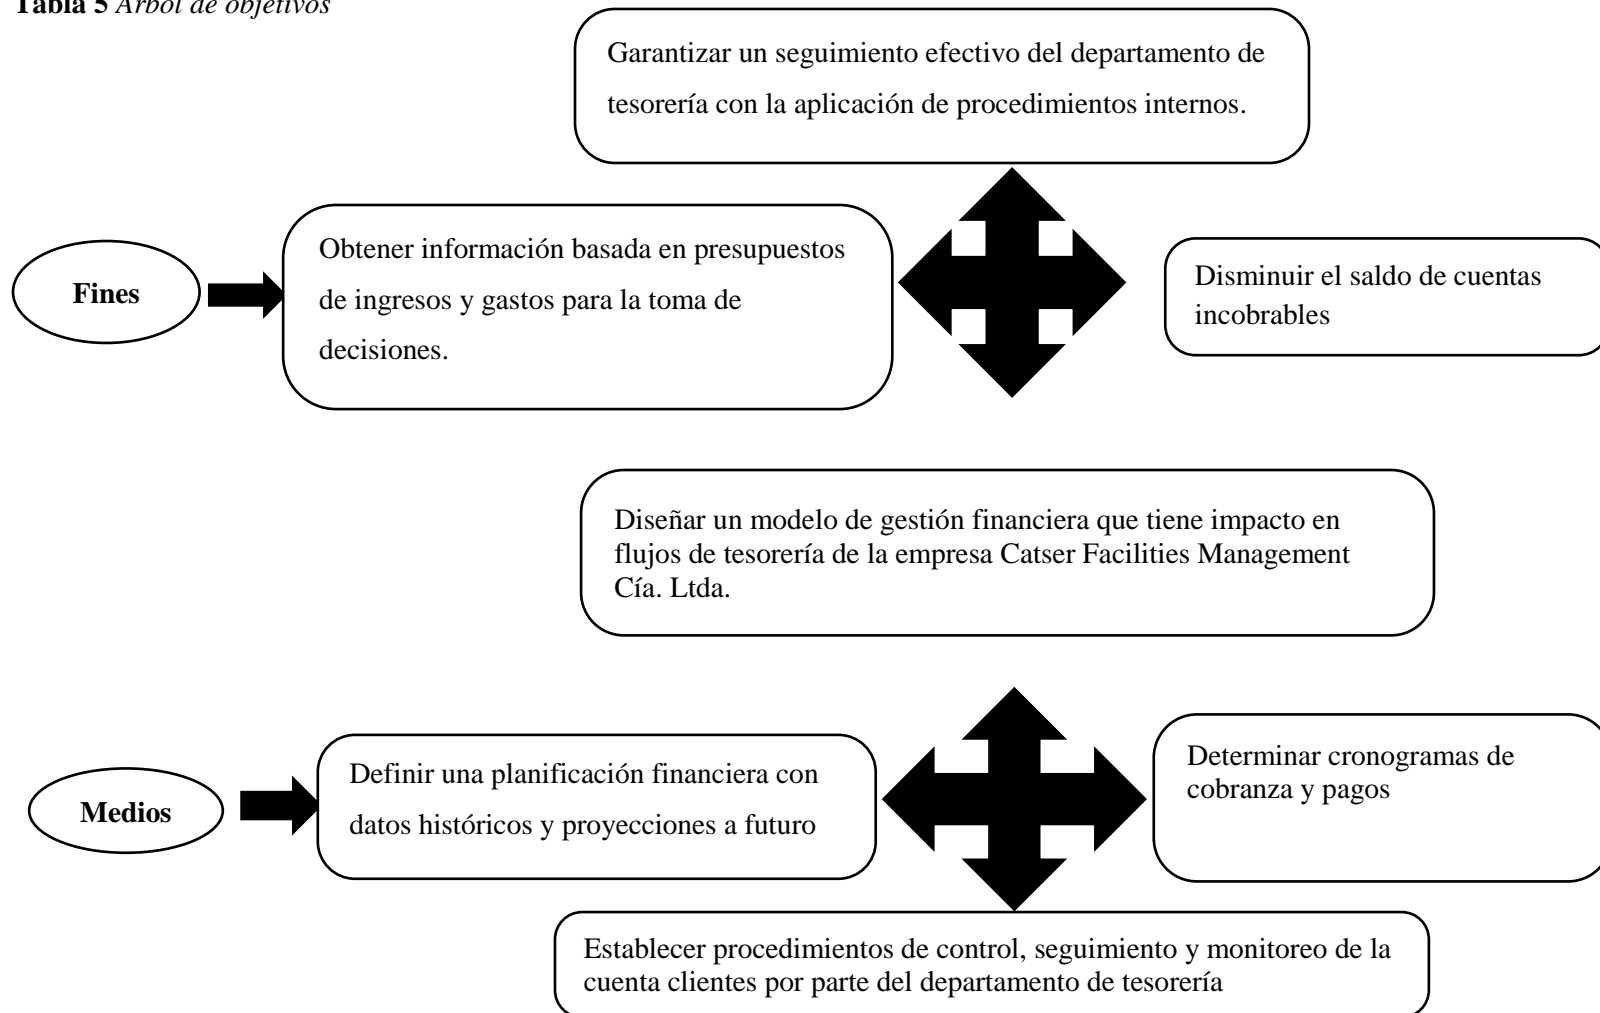 Tabla 5 Árbol de objetivos
Garantizar un seguimiento efectivo del departamento de
tesorería con la aplicación de procedimientos internos.
Fines
Obtener información basada en presupuestos
de ingresos y gastos para la toma de
decisiones.
Disminuir el saldo de cuentas
incobrables
Diseñar un modelo de gestión financiera que tiene impacto en
flujos de tesorería de la empresa Catser Facilities Management
Cía. Ltda.
Medios
Definir una planificación financiera con
datos históricos y proyecciones a futuro
Determinar cronogramas de
cobranza y pagos
Establecer procedimientos de control, seguimiento y monitoreo de la
cuenta clientes por parte del departamento de tesorería